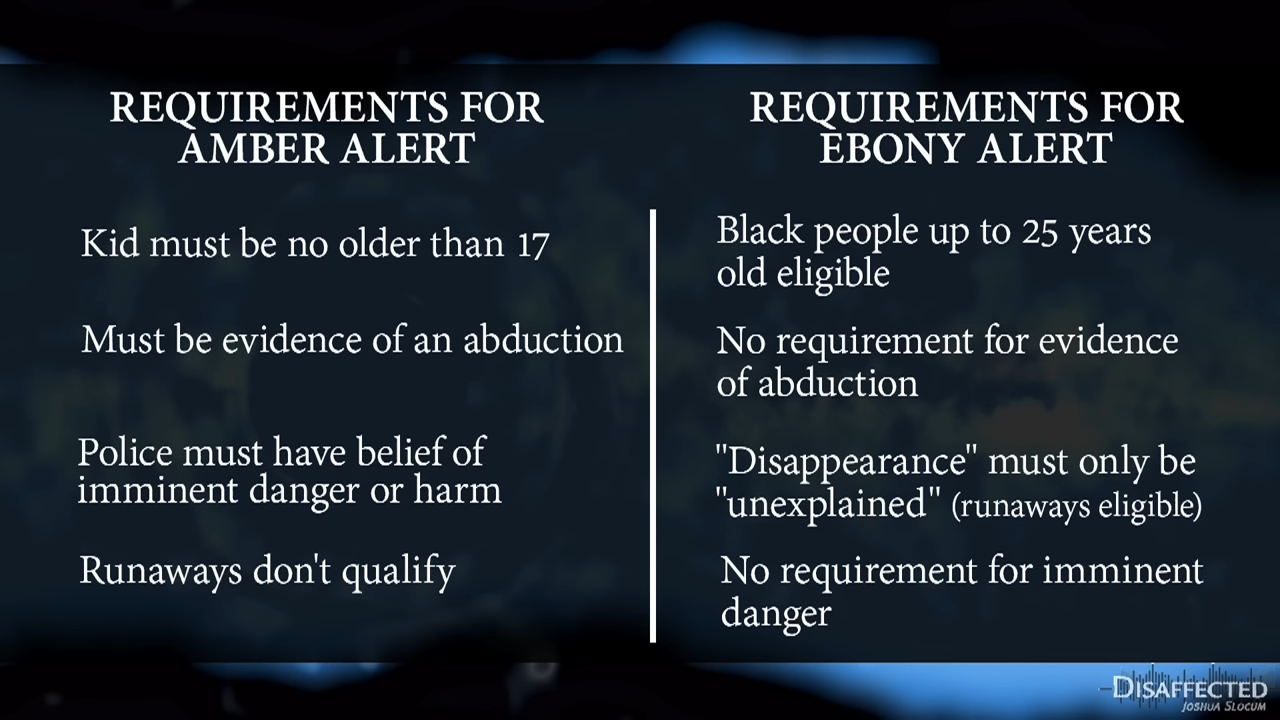 REQUIREMENTS FOR
AMBER ALERT
Kid must be no older than 17
Must be evidence of an abduction
Police must have belief of
imminent danger or harm
Runaways don't qualify
REQUIREMENTS FOR
EBONY ALERT
Black people up to 25 years
old eligible
No requirement for evidence
of abduction
"Disappearance" must only be
"unexplained" (runaways eligible)
No requirement for imminent
danger
DISAFFECTED
JOSHUA SLOCUM